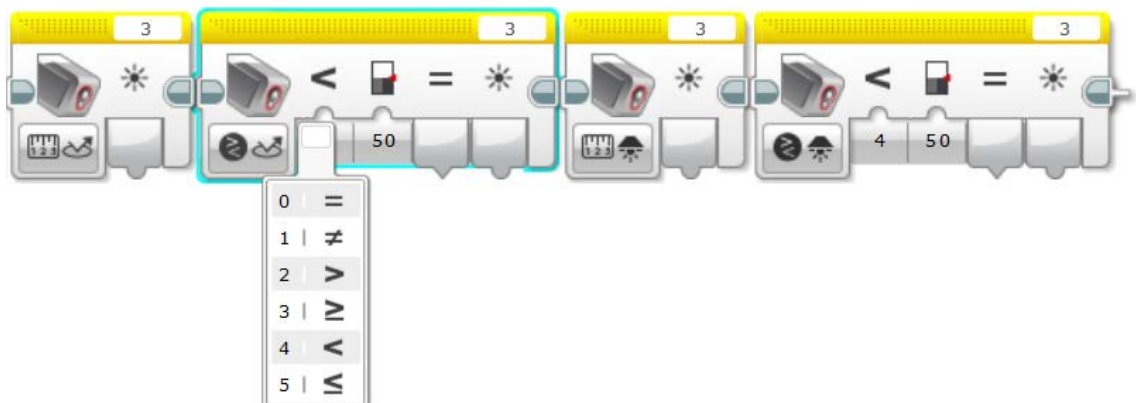 3 3 3 3
< = < =
50 4 50
0 | =
1 | ≠
2 | >
3 | ≥
4 | <
5 | ≤